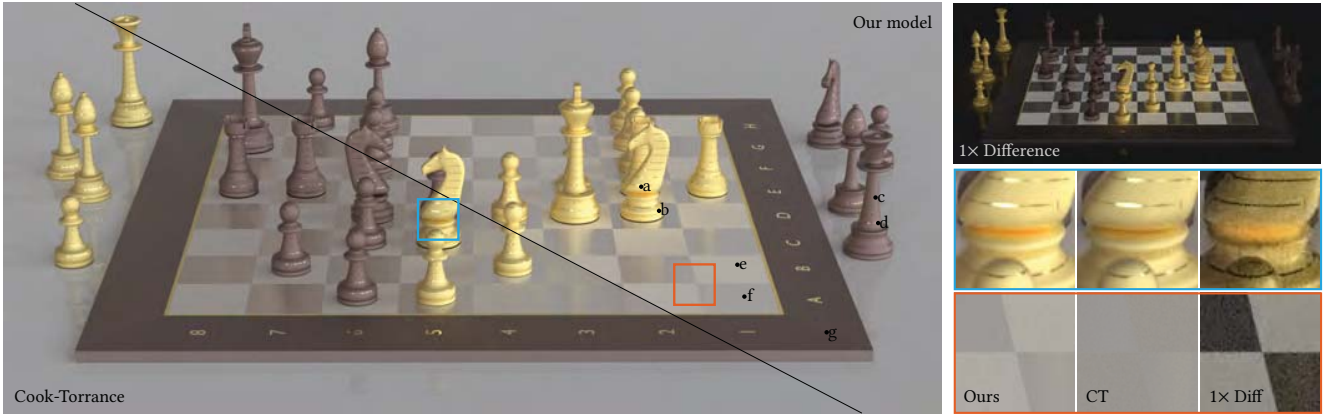 Our model
Cook-Torrance
a
b
c
d
e
f
g
H
G
F
E
D
C
B
A
8
7
6
5
4
3
2
1
1× Difference
Ours
CT
1× Diff